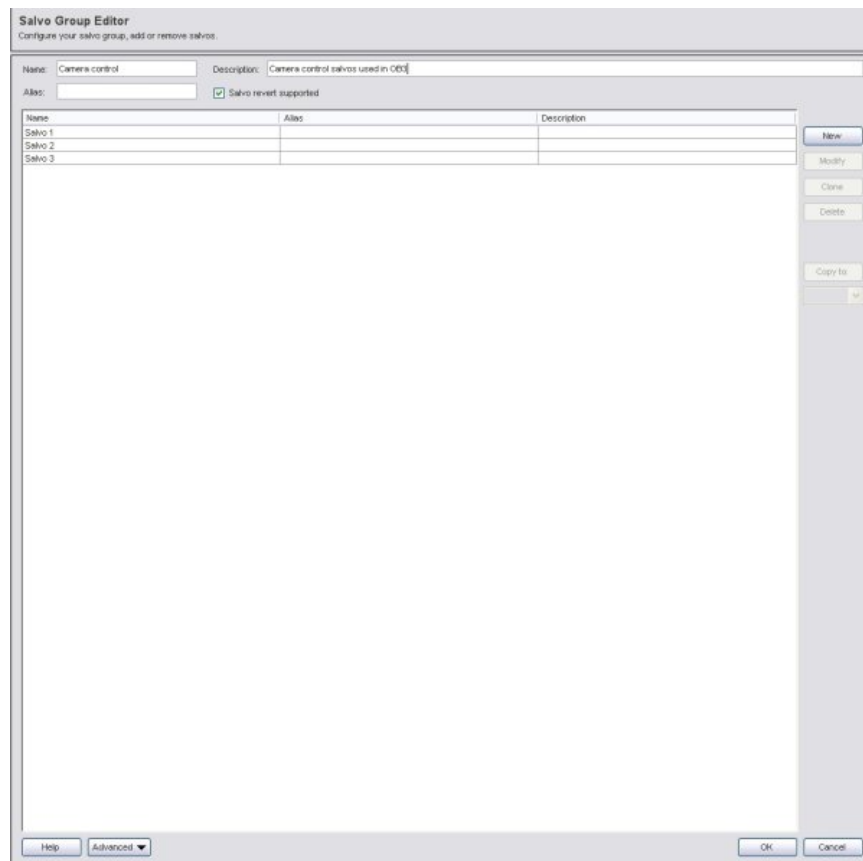 Salvo Group Editor
Configure your salvo group, add or remove salvos.
Name: Camera control Description: Camera control salvos used in OB3
Alias: Salvo revert supported
Name Alias Description
Salvo 1
Salvo 2
Salvo 3
New
Modify
Clone
Delete
Copy to:
Help Advanced OK Cancel